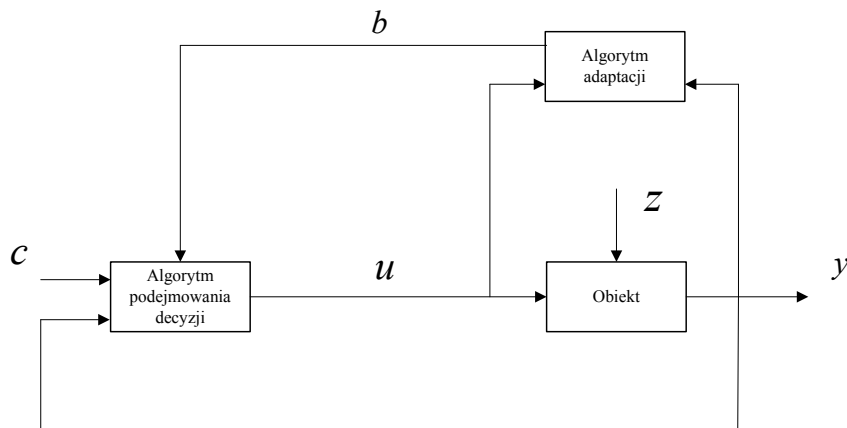 b
Algorytm
adaptacji
z
c
Algorytm
podejmowania
decyzji
u
Obiekt
y